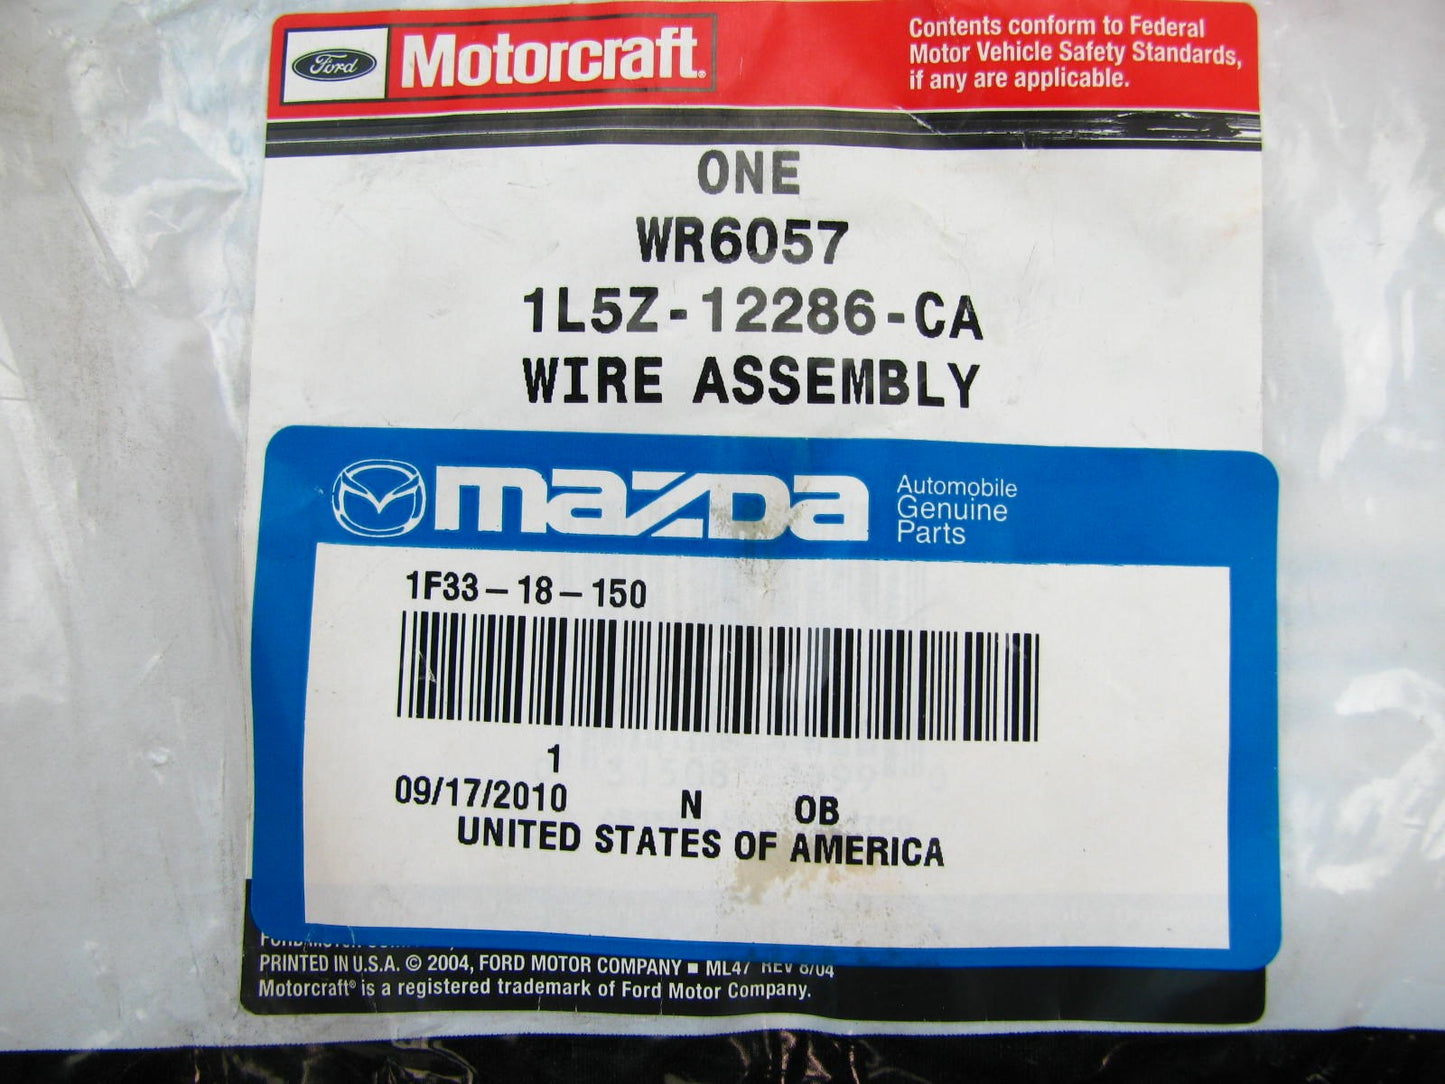 Ford Motorcraft®
Contents conform to Federal
Motor Vehicle Safety Standards,
if any are applicable.
ONE
WR6057
1L5Z-12286-CA
WIRE ASSEMBLY
mazda
Automobile
Genuine
Parts
1F33-18-150
1
09/17/2010 N OB
UNITED STATES OF AMERICA
PRINTED IN U.S.A. © 2004, FORD MOTOR COMPANY ■ ML47 REV 8/04
Motorcraft® is a registered trademark of Ford Motor Company.